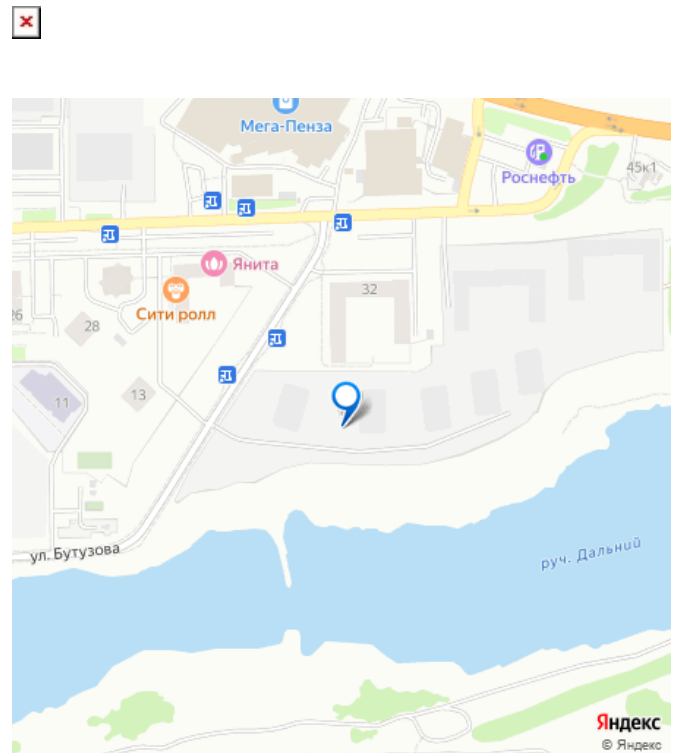 Мега-Пенза
Роснефть
45к1
Янита
32
Сити ролл
26
28
11
13
ул. Бутузова
руч. Дальний
Яндекс
© Яндекс